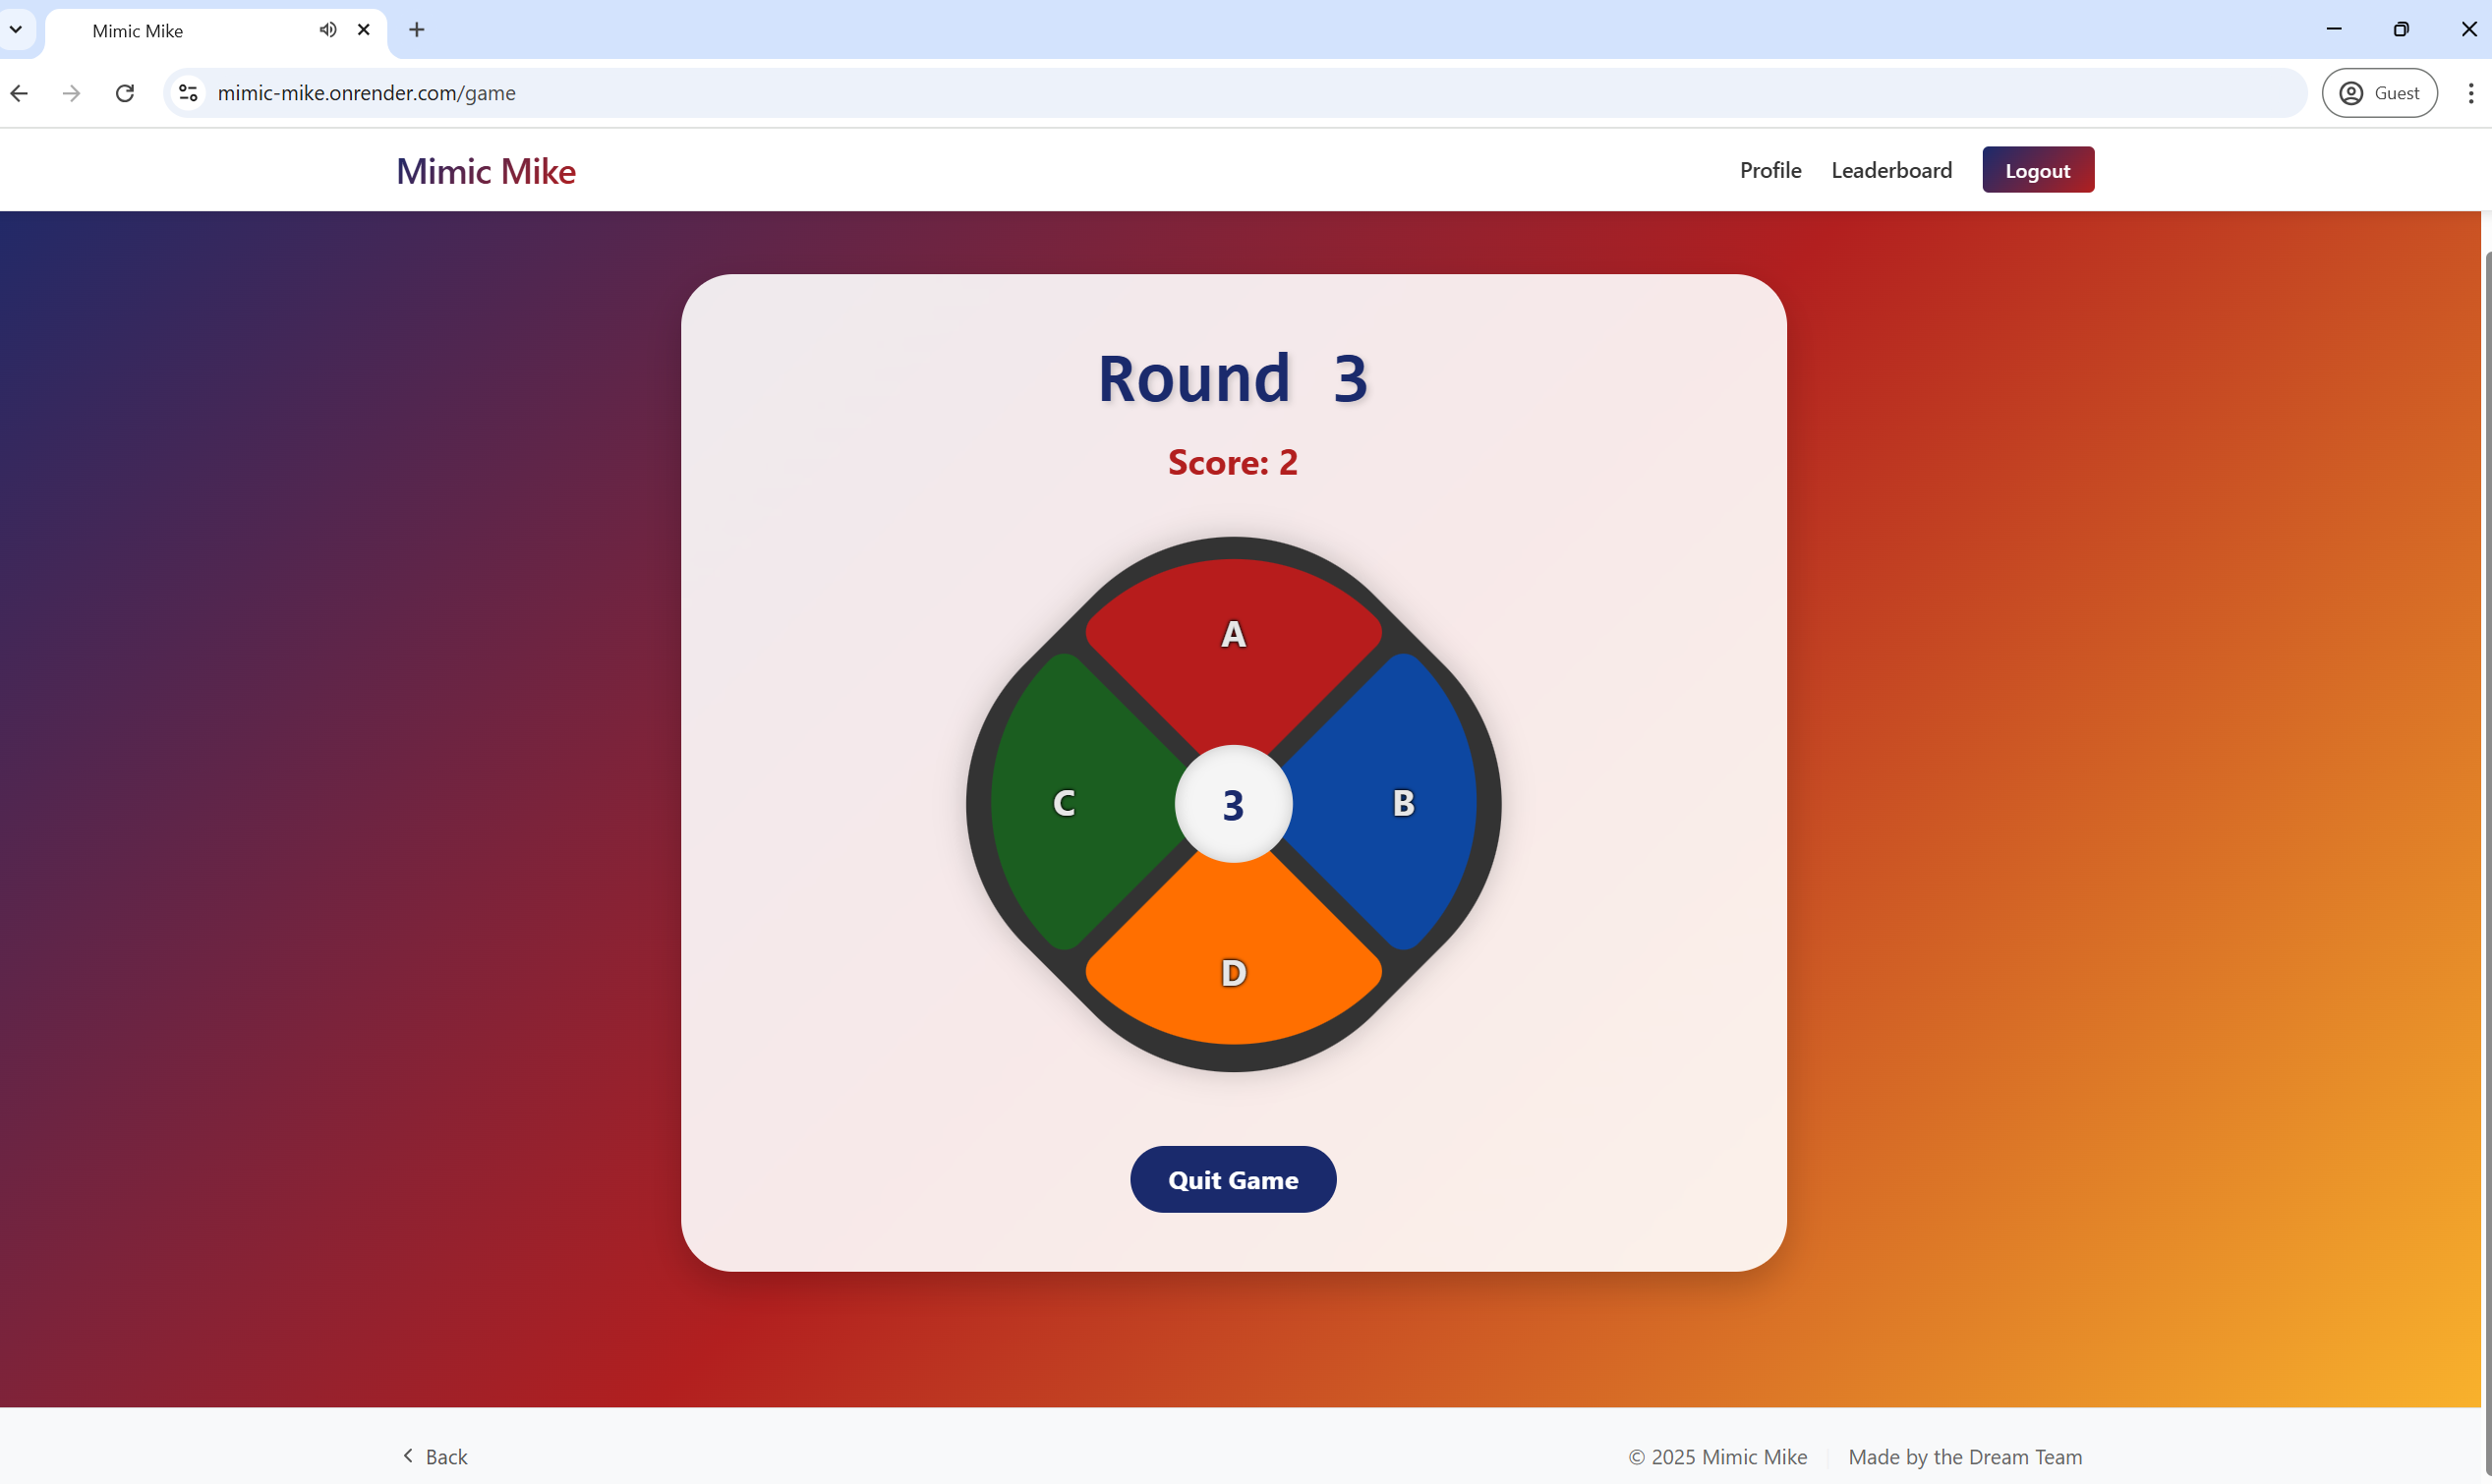 Mimic Mike
mimic-mike.onrender.com/game
Guest
Mimic Mike
Profile
Leaderboard
Logout
Round 3
Score: 2
A
C
3
B
D
Quit Game
Back
© 2025 Mimic Mike
Made by the Dream Team